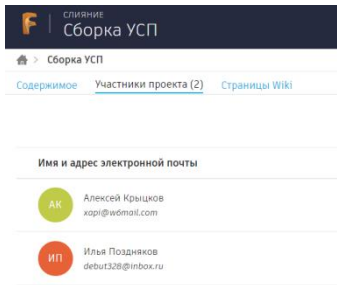 F
СЛИЯНИЕ
Сборка УСП
> Сборка УСП
Содержимое Участники проекта (2) Страницы Wiki
Имя и адрес электронной почты
АК
Алексей Крыцков
xapi@w6mail.com
ИП
Илья Поздняков
debut328@inbox.ru